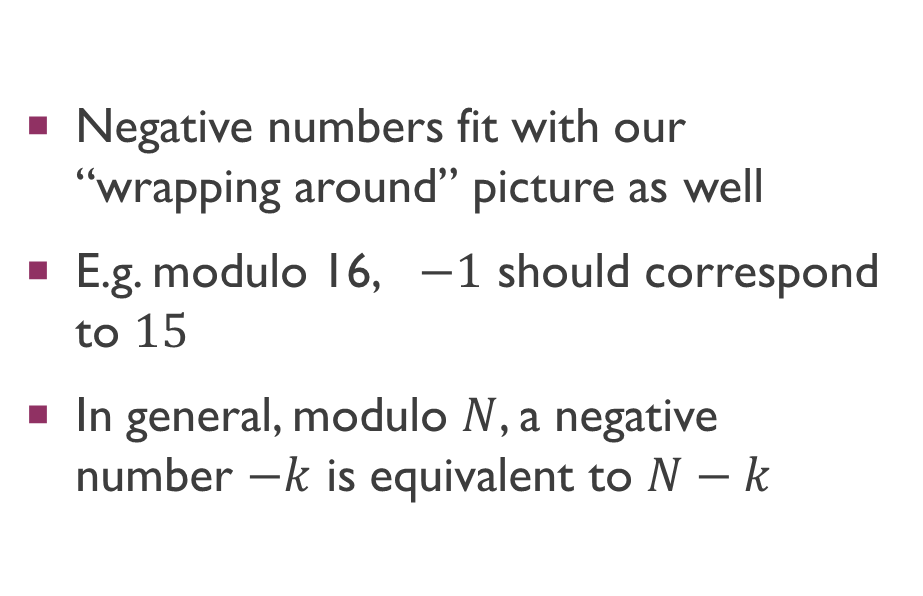 Negative numbers fit with our
“wrapping around” picture as well
E.g. modulo 16, −1 should correspond
to 15
In general, modulo N, a negative
number −k is equivalent to N − k